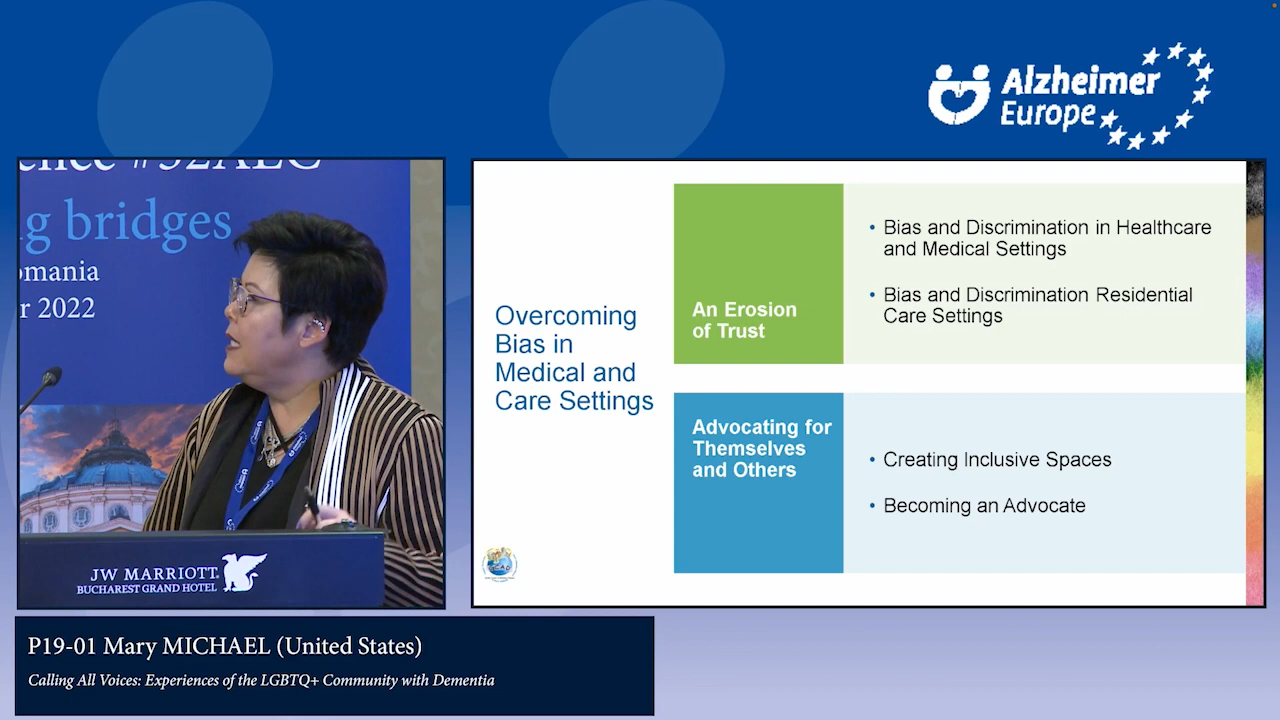 Alzheimer
Europe
#32AEC
g bridges
omania
r 2022
JW MARRIOTT
BUCHAREST GRAND HOTEL
Overcoming
Bias in
Medical and
Care Settings
An Erosion
of Trust
• Bias and Discrimination in Healthcare
and Medical Settings
• Bias and Discrimination Residential
Care Settings
Advocating for
Themselves
and Others
• Creating Inclusive Spaces
• Becoming an Advocate
P19-01 Mary MICHAEL (United States)
Calling All Voices: Experiences of the LGBTQ+ Community with Dementia